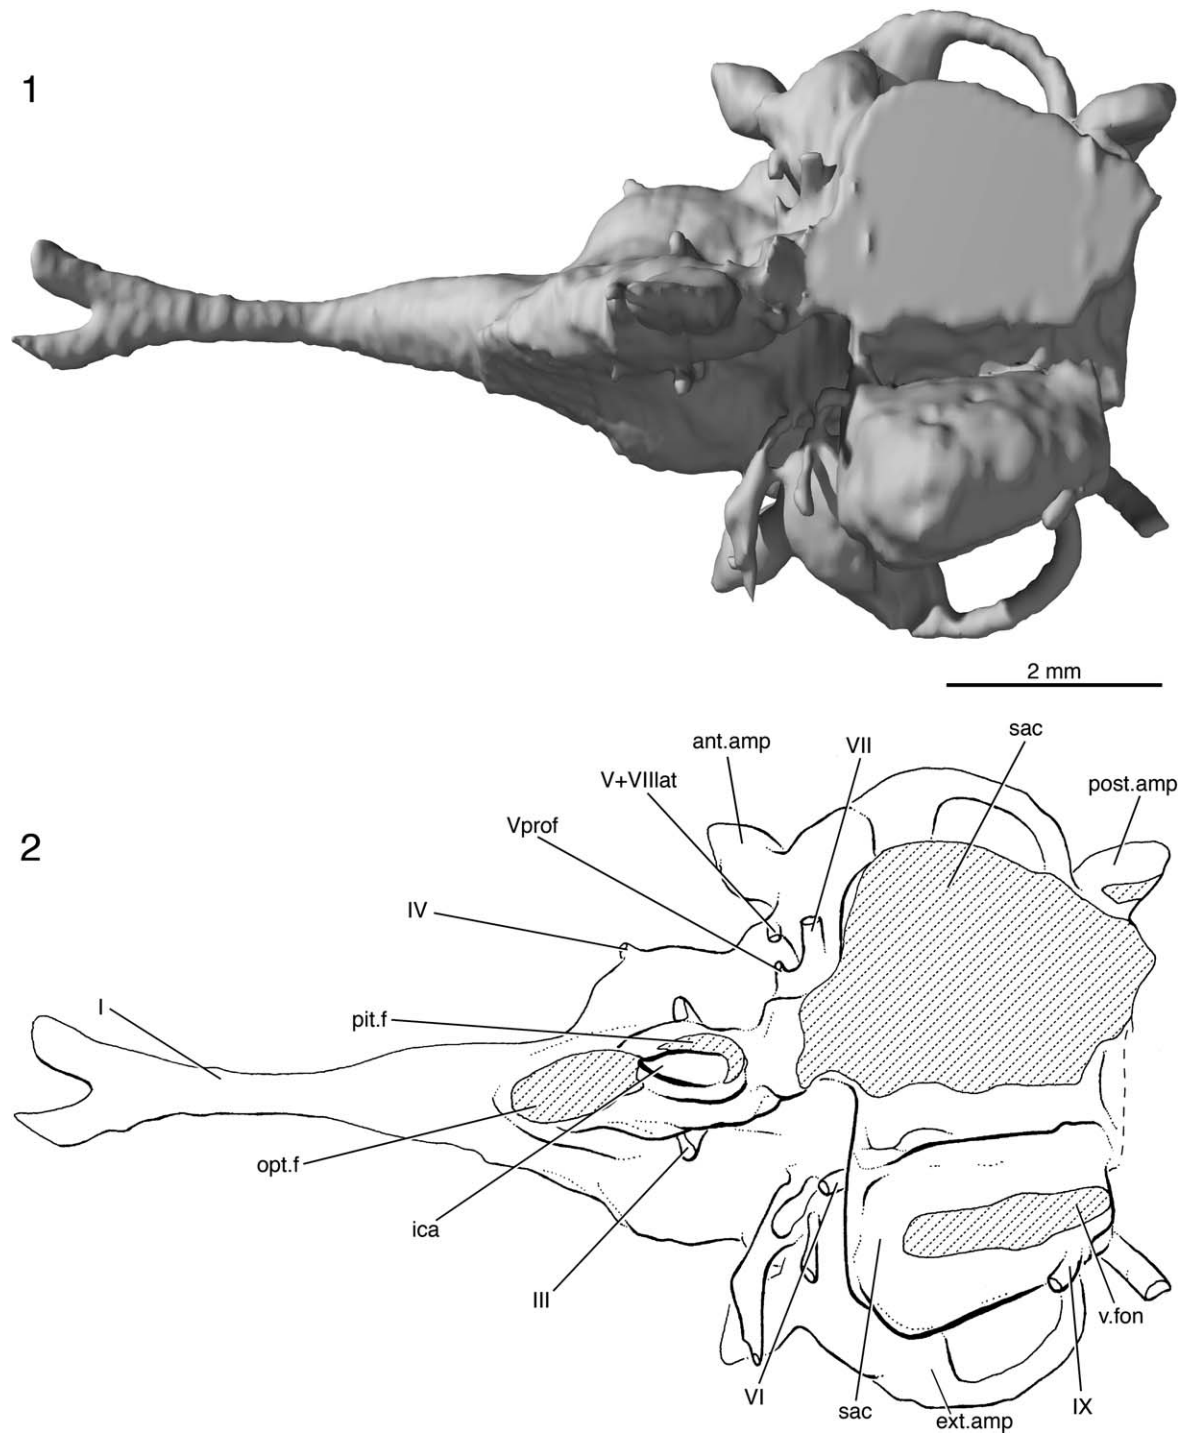 1
2 mm
2
sac
VII
ant.amp
post.amp
V+VIIlat
Vprof
IV
I
pit.f
opt.f
ica
III
v.fon
VI
sac
IX
ext.amp